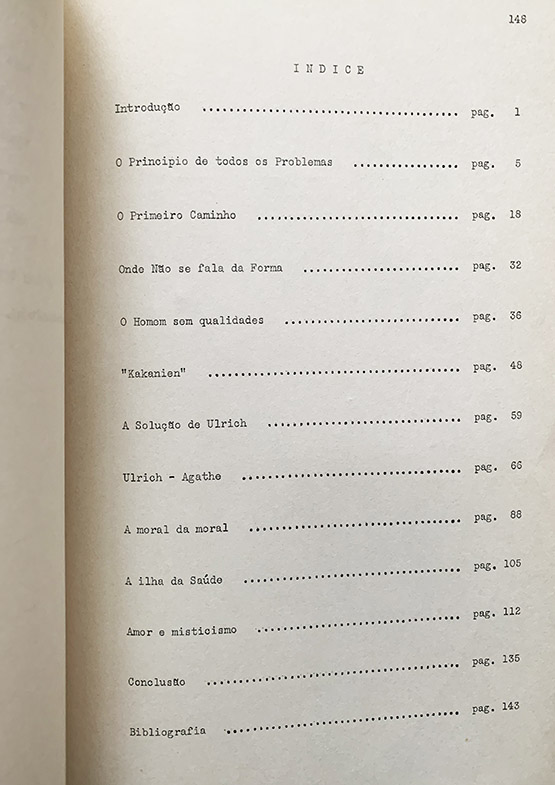 148
I N D I C E
Introdução ........................................ pag. 1
O Principio de todos os Problemas ................ pag. 5
O Primeiro Caminho ............................... pag. 18
Onde Não se fala da Forma ........................ pag. 32
O Homem sem qualidades ........................... pag. 36
"Kakanien" ....................................... pag. 48
A Solução de Ulrich .............................. pag. 59
Ulrich - Agathe .................................. pag. 66
A moral da moral ................................. pag. 88
A ilha da Saúde .................................. pag. 105
Amor e misticismo ................................ pag. 112
Conclusão ........................................ pag. 135
Bibliografia ..................................... pag. 143